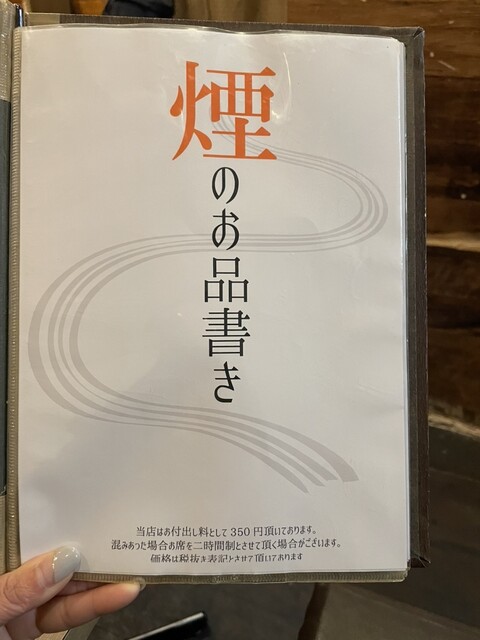 煙のお品書き
当店はお付出し料として350円頂いております。
混みあった場合お席を二時間制とさせて頂く場合がございます。
価格は税抜き表記とさせて頂いております